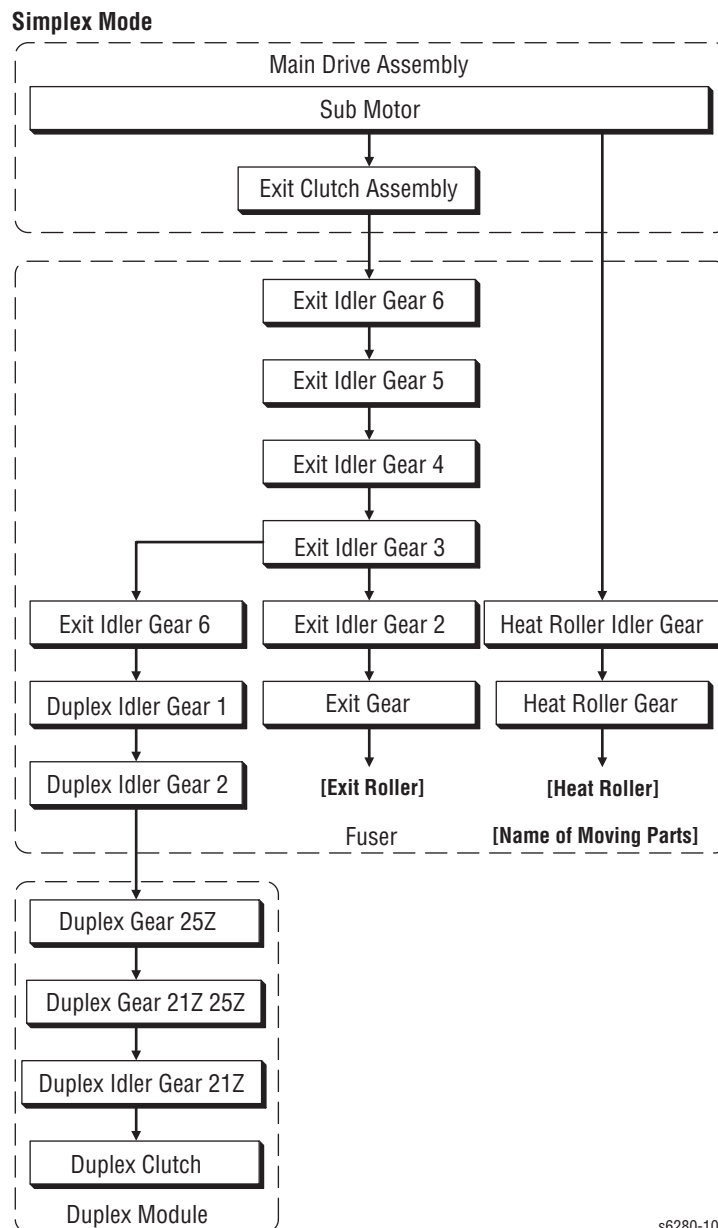 Simplex Mode
Main Drive Assembly
Sub Motor
Exit Clutch Assembly
Exit Idler Gear 6
Exit Idler Gear 5
Exit Idler Gear 4
Exit Idler Gear 3
Exit Idler Gear 6
Exit Idler Gear 2
Heat Roller Idler Gear
Duplex Idler Gear 1
Exit Gear
Heat Roller Gear
Duplex Idler Gear 2
[Exit Roller]
[Heat Roller]
Fuser
[Name of Moving Parts]
Duplex Gear 25Z
Duplex Gear 21Z 25Z
Duplex Idler Gear 21Z
Duplex Clutch
Duplex Module
s6280-10